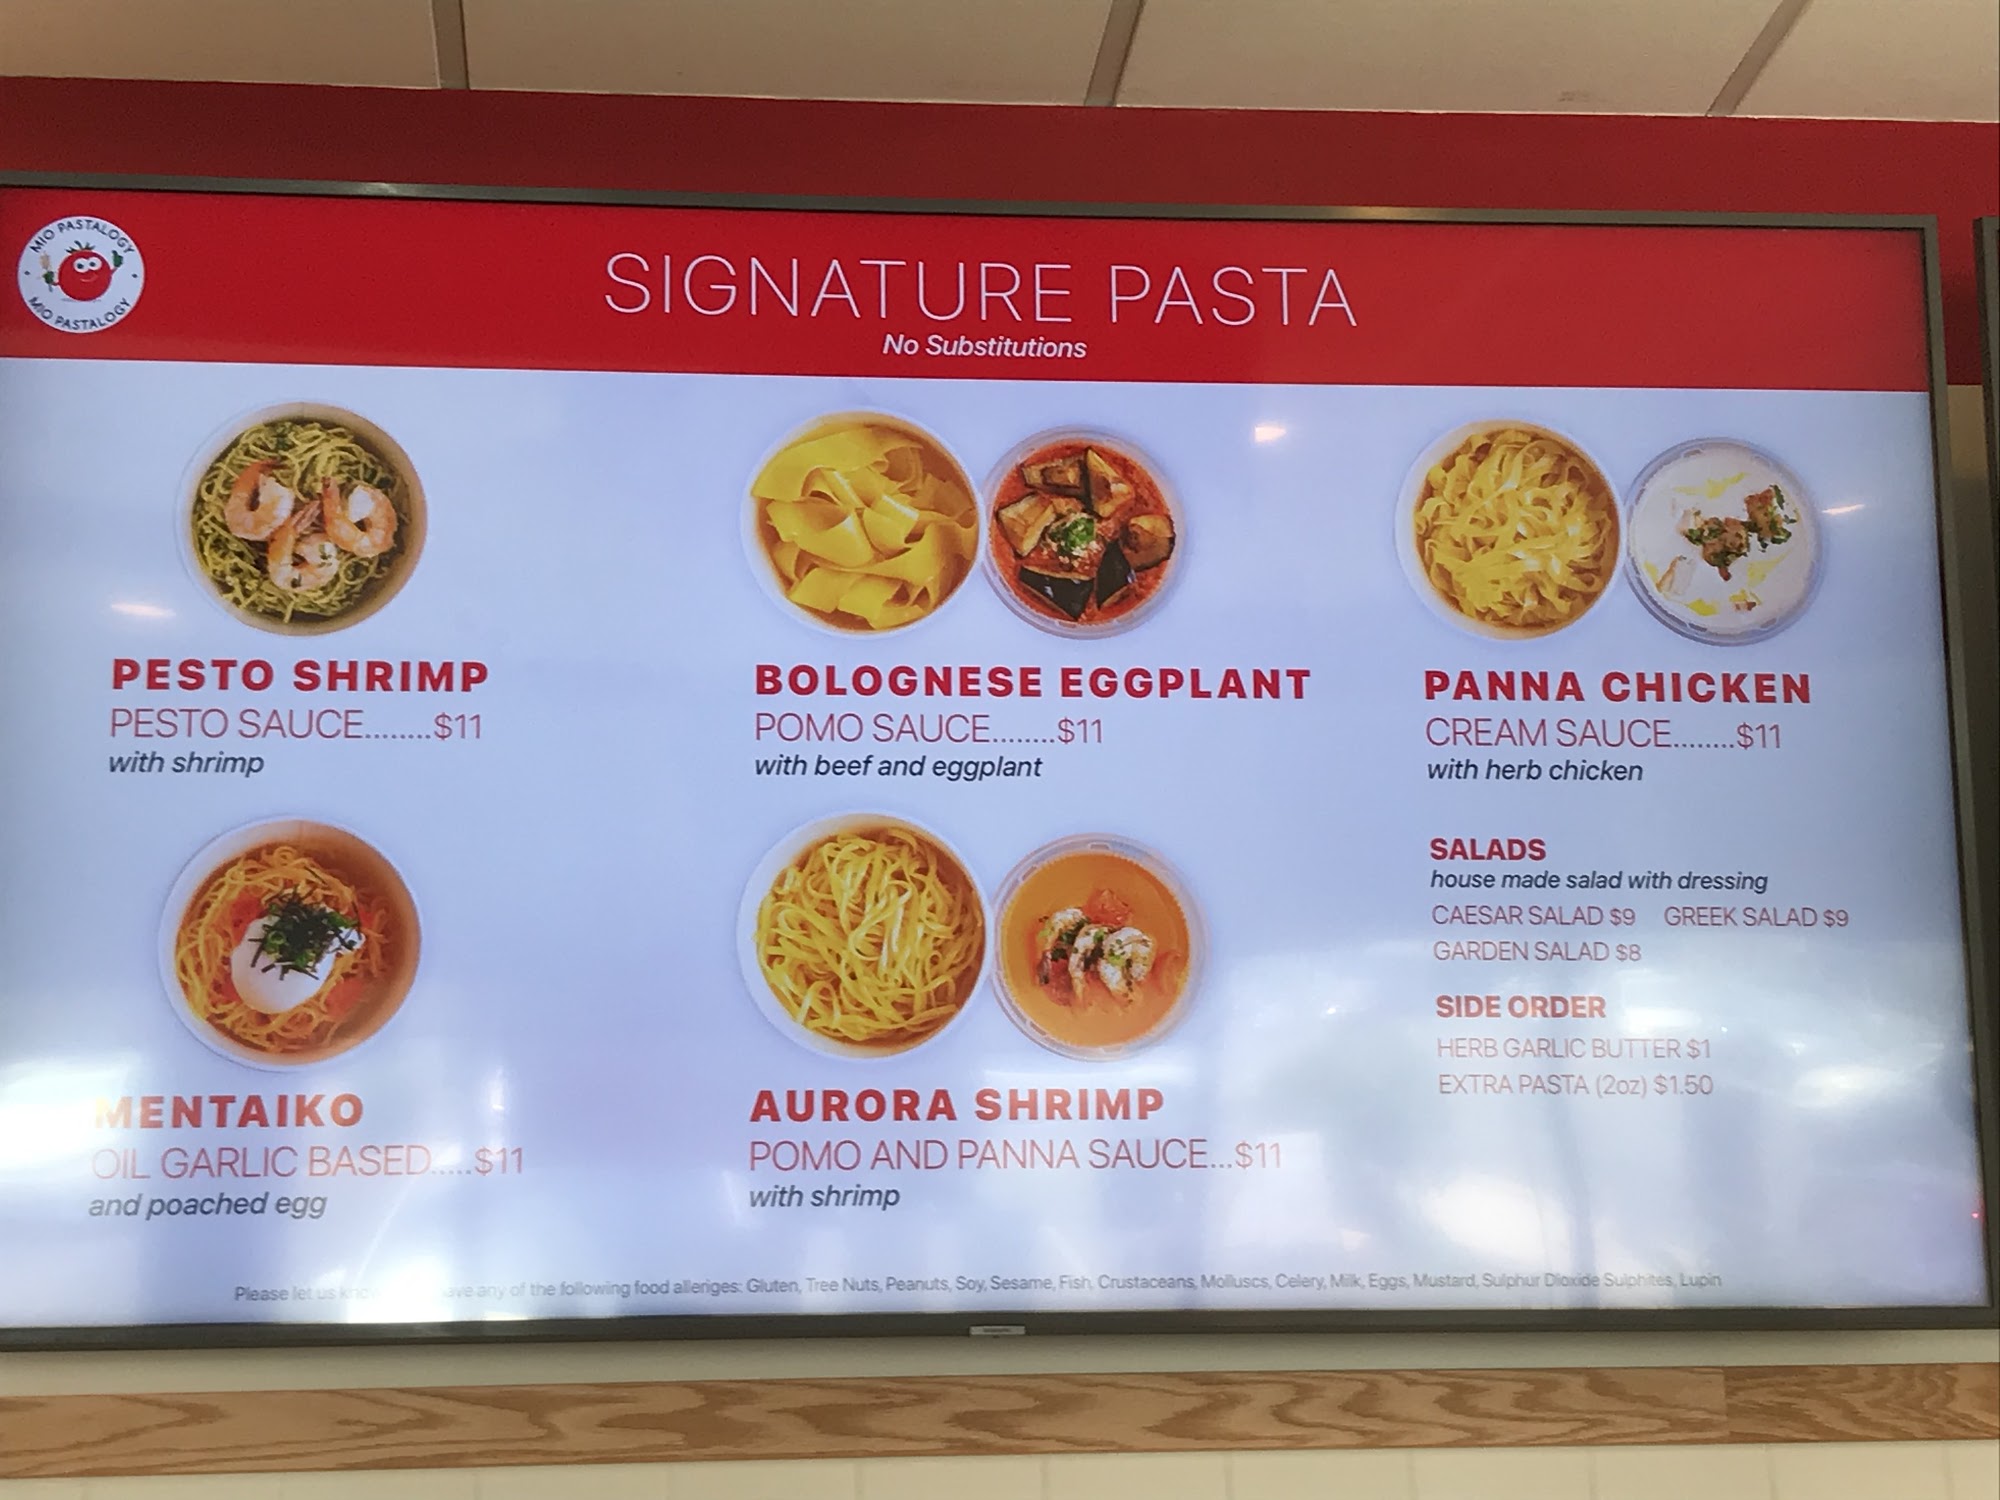 MIO PASTALOGY
MIO PASTALOGY
SIGNATURE PASTA
No Substitutions
PESTO SHRIMP
PESTO SAUCE........$11
with shrimp
BOLOGNESE EGGPLANT
POMO SAUCE........$11
with beef and eggplant
PANNA CHICKEN
CREAM SAUCE........$11
with herb chicken
MENTAIKO
OIL GARLIC BASED.....$11
and poached egg
AURORA SHRIMP
POMO AND PANNA SAUCE...$11
with shrimp
SALADS
house made salad with dressing
CAESAR SALAD $9 GREEK SALAD $9
GARDEN SALAD $8
SIDE ORDER
HERB GARLIC BUTTER $1
EXTRA PASTA (2oz) $1.50
Please let us know have any of the following food allergies: Gluten, Tree Nuts, Peanuts, Soy, Sesame, Fish, Crustaceans, Molluscs, Celery, Milk, Eggs, Mustard, Sulphur Dioxide Sulphites, Lupin